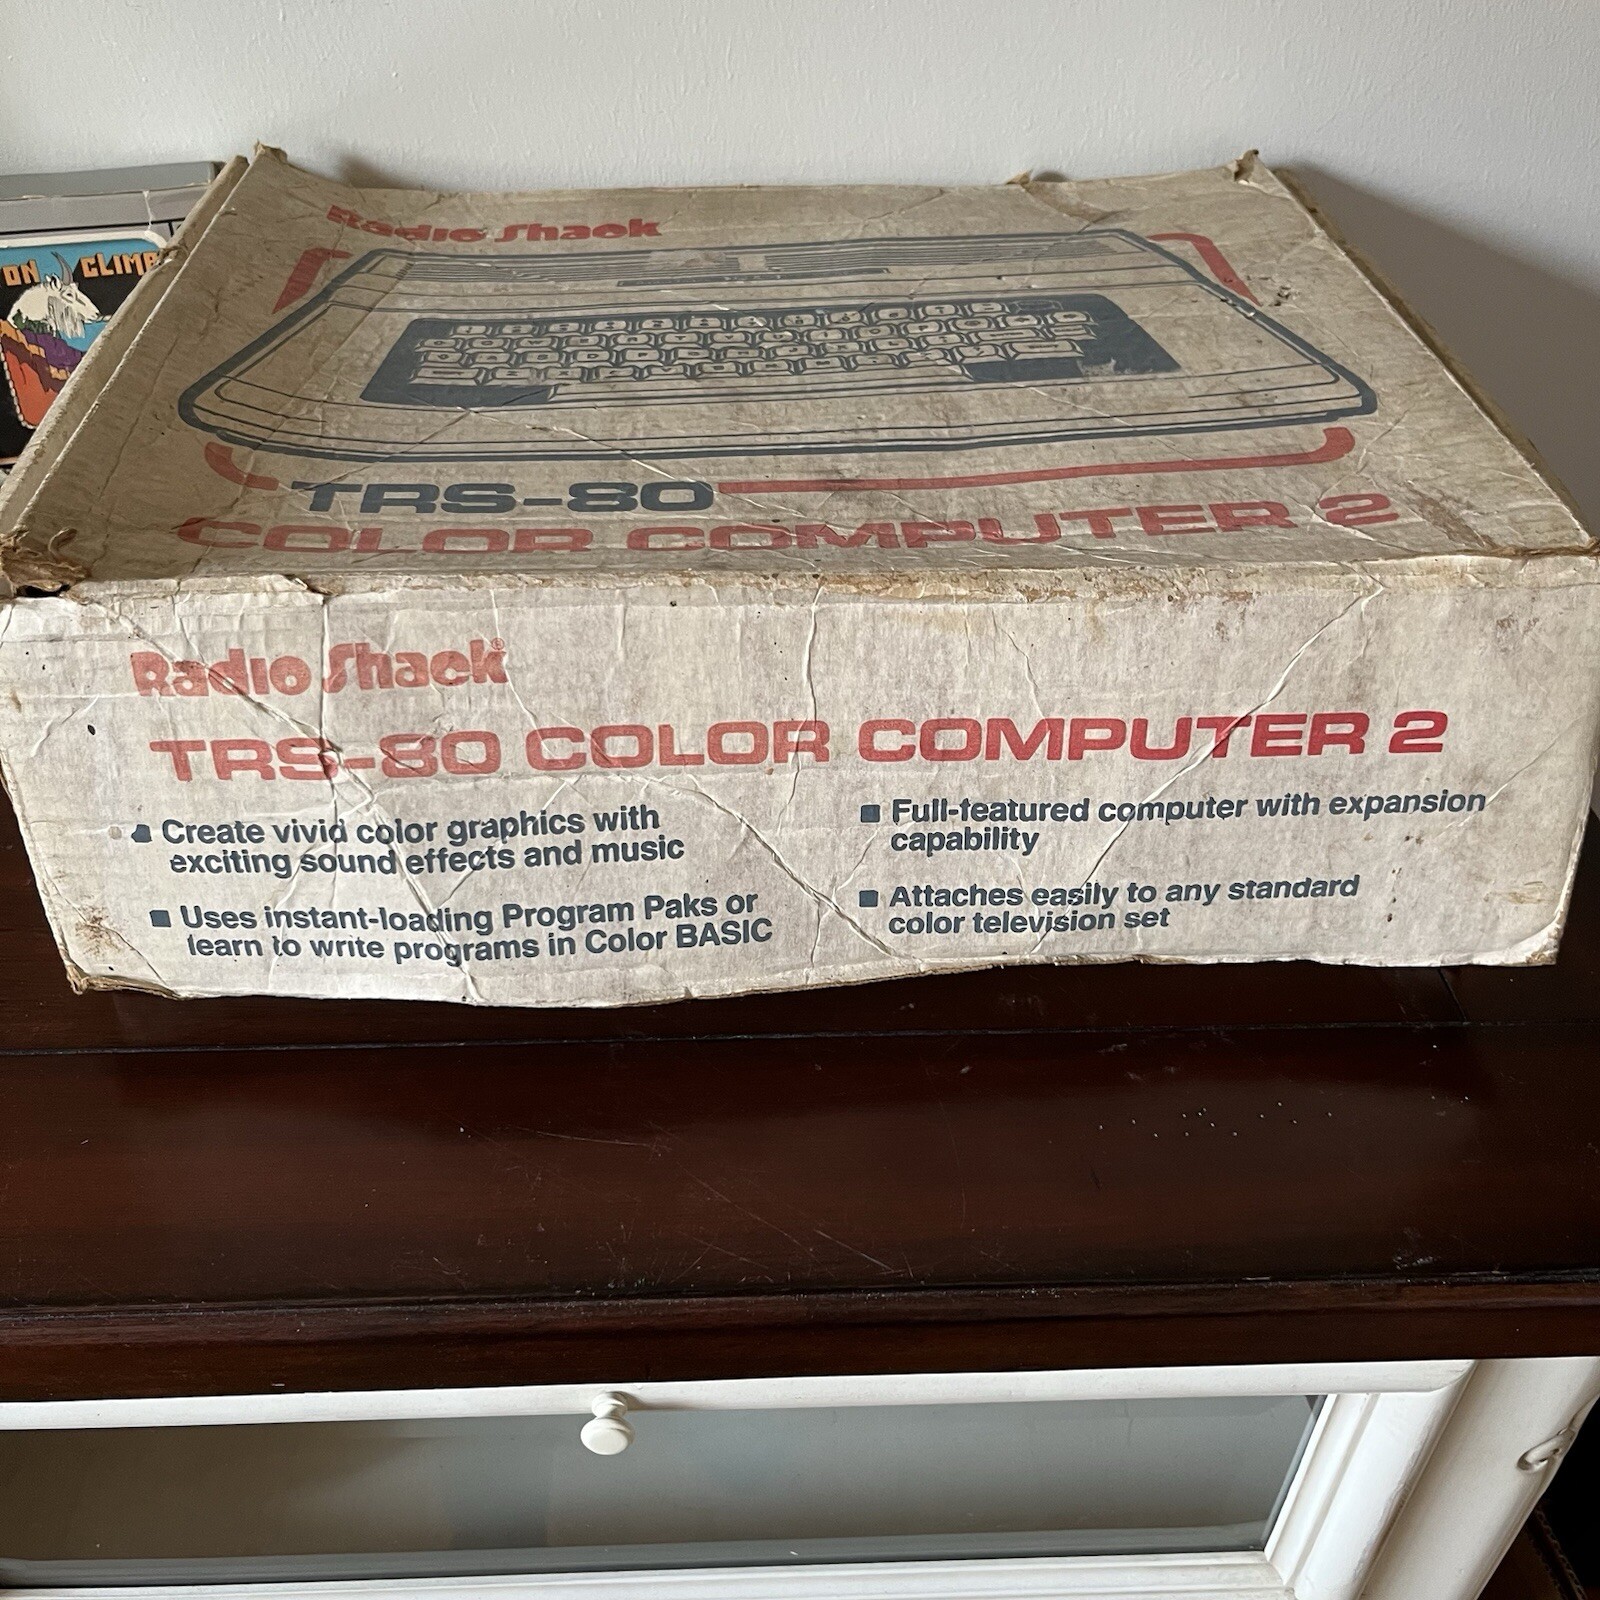 Radio Shack
TRS-80
COLOR COMPUTER 2
ON CLIMB
Radio Shack®
TRS-80 COLOR COMPUTER 2
■ Create vivid color graphics with
exciting sound effects and music
■ Uses instant-loading Program Paks or
learn to write programs in Color BASIC
■ Full-featured computer with expansion
capability
■ Attaches easily to any standard
color television set